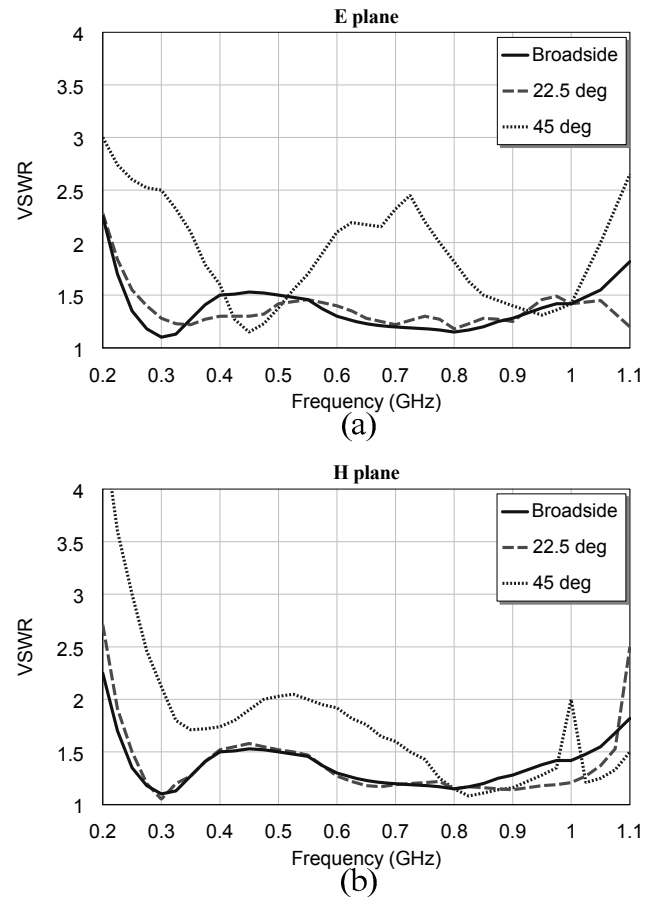 E plane
4
3.5
3
2.5
2
1.5
1
VSWR
Broadside
22.5 deg
45 deg
0.2 0.3 0.4 0.5 0.6 0.7 0.8 0.9 1 1.1
Frequency (GHz)
(a)
H plane
4
3.5
3
2.5
2
1.5
1
VSWR
Broadside
22.5 deg
45 deg
0.2 0.3 0.4 0.5 0.6 0.7 0.8 0.9 1 1.1
Frequency (GHz)
(b)